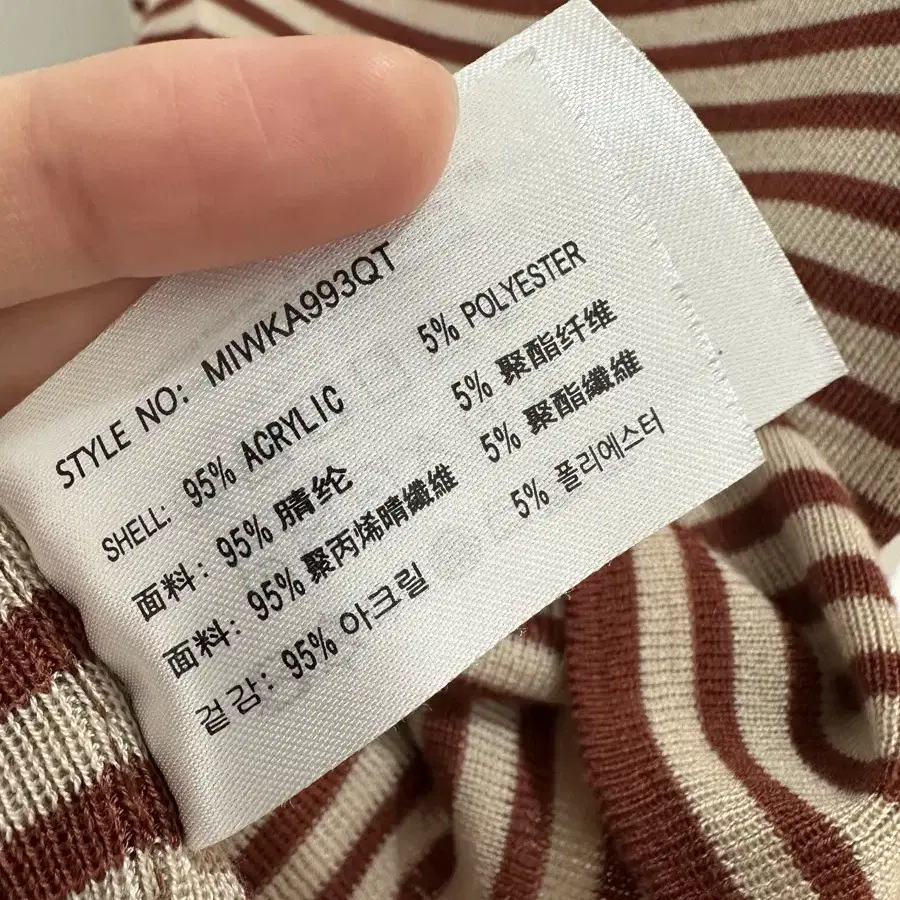 STYLE NO: MIWKA993QT
SHELL: 95% ACRYLIC 5% POLYESTER
面料: 95% 腈纶 5% 聚酯纤维
面料: 95% 聚丙烯晴纖維 5% 聚酯纖維
겉감: 95% 아크릴 5% 폴리에스터